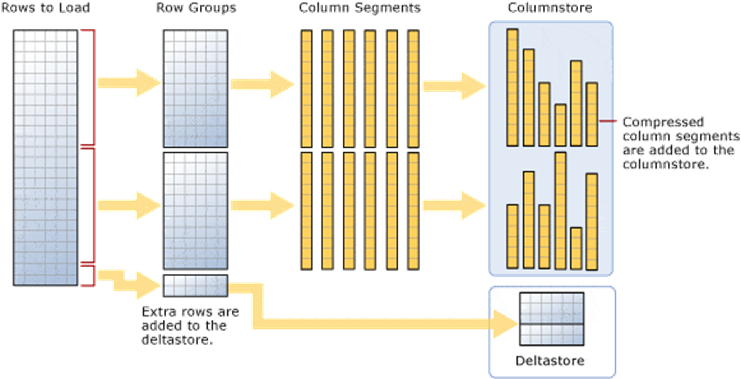 Rows to Load
Row Groups
Column Segments
Columnstore
Compressed
column segments
are added to the
columnstore.
Extra rows are
added to the
deltastore.
Deltastore